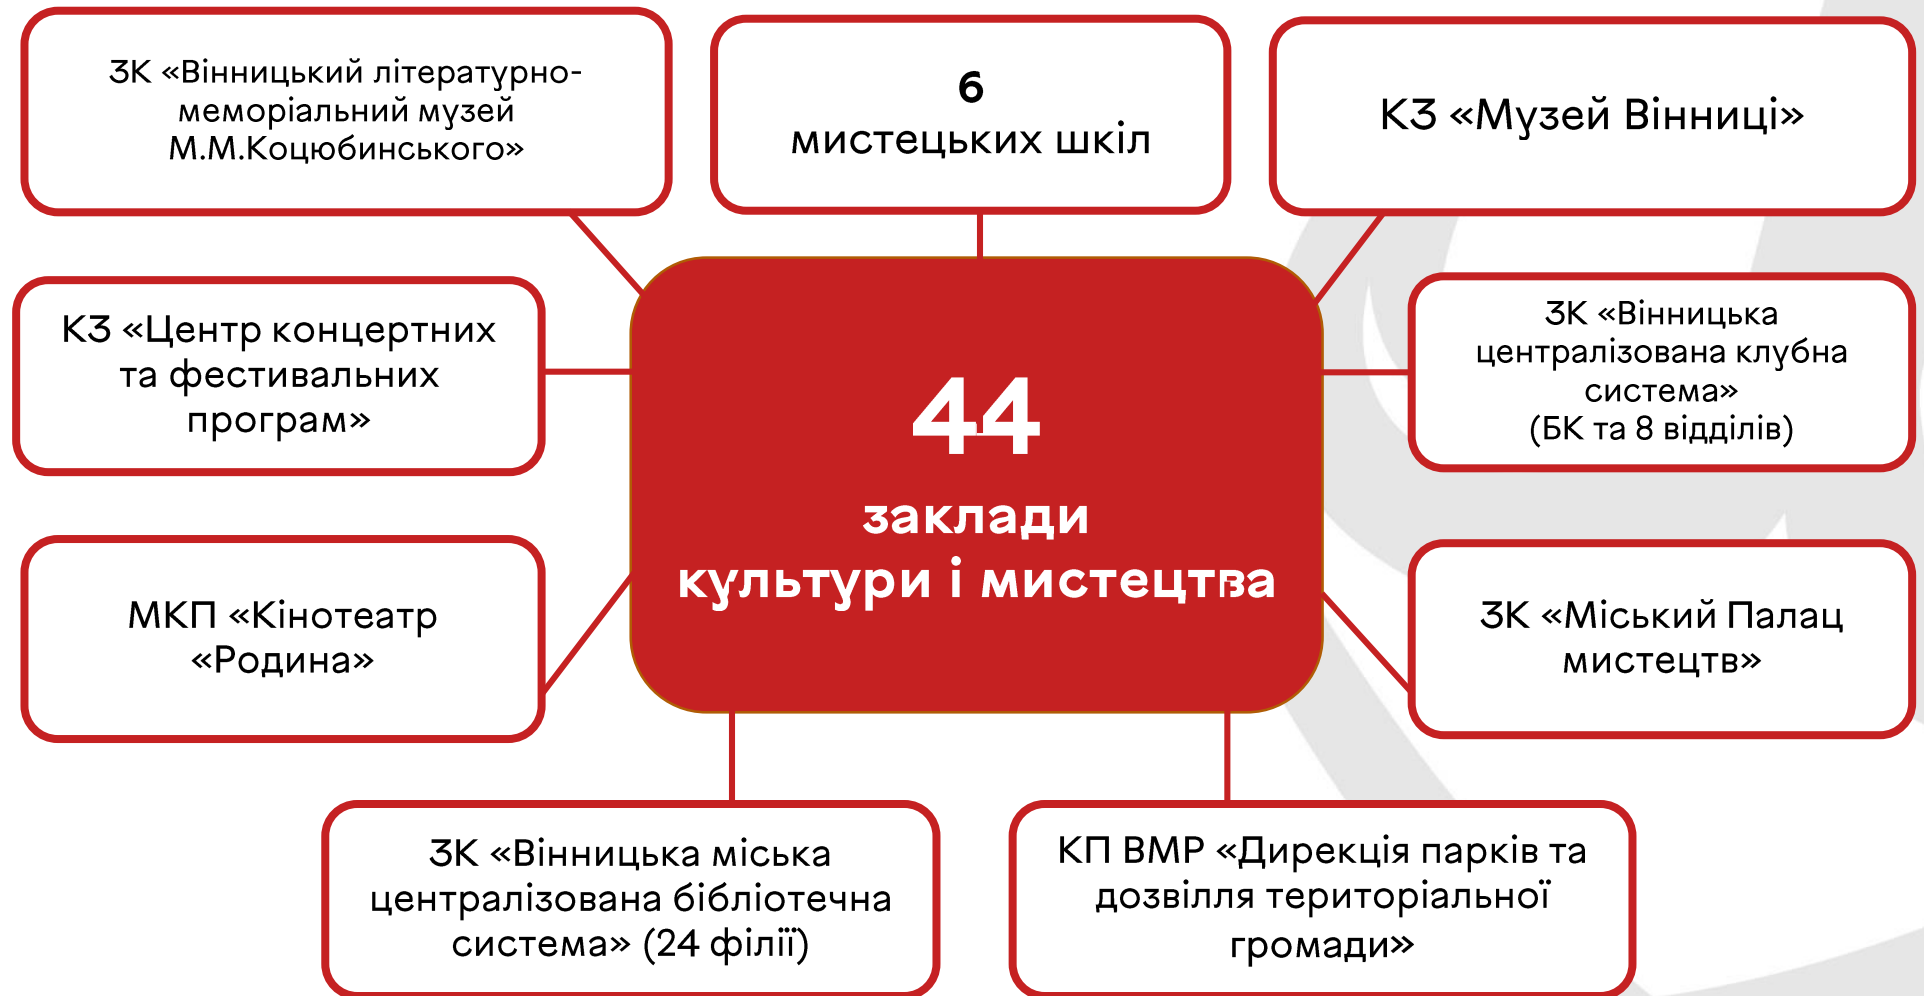 ЗК «Вінницький літературно-
меморіальний музей
М.М.Коцюбинського»
6
мистецьких шкіл
КЗ «Музей Вінниці»
КЗ «Центр концертних
та фестивальних
програм»
44
заклади
культури і мистецтва
ЗК «Вінницька
централізована клубна
система»
(БК та 8 відділів)
МКП «Кінотеатр
«Родина»
ЗК «Міський Палац
мистецтв»
ЗК «Вінницька міська
централізована бібліотечна
система» (24 філії)
КП ВМР «Дирекція парків та
дозвілля територіальної
громади»